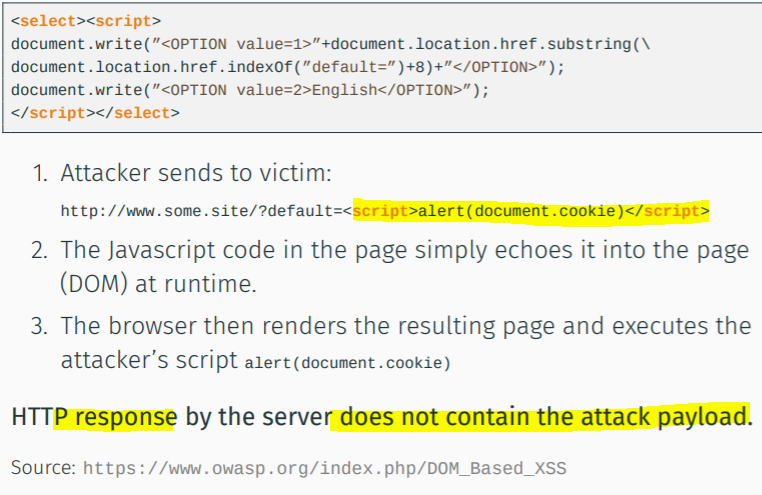 <select><script>
document.write(”<OPTION value=1>”+document.location.href.substring(\
document.location.href.indexOf(”default=”)+8)+”</OPTION>”);
document.write(”<OPTION value=2>English</OPTION>”);
</script></select>
1. Attacker sends to victim:
http://www.some.site/?default=<script>alert(document.cookie)</script>
2. The Javascript code in the page simply echoes it into the page
(DOM) at runtime.
3. The browser then renders the resulting page and executes the
attacker’s script alert(document.cookie)
HTTP response by the server does not contain the attack payload.
Source: https://www.owasp.org/index.php/DOM_Based_XSS